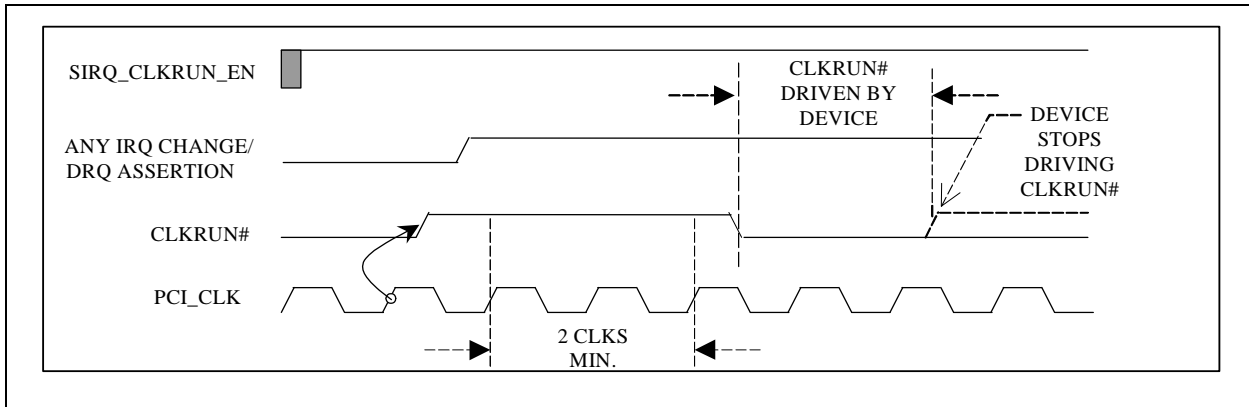 SIRQ_CLKRUN_EN
CLKRUN#
DRIVEN BY
DEVICE
DEVICE
STOPS
DRIVING
CLKRUN#
ANY IRQ CHANGE/
DRQ ASSERTION
CLKRUN#
PCI_CLK
2 CLKS
MIN.